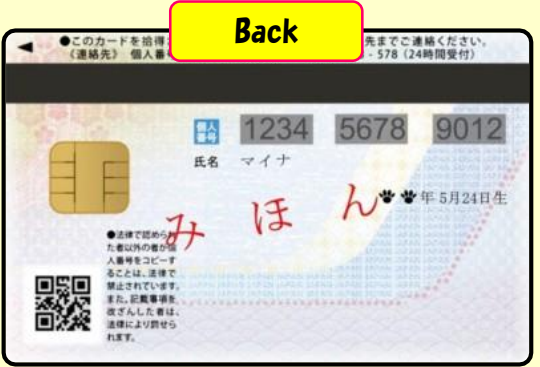 Back
●このカードを拾得
先までご連絡ください。
《連絡先》 個人番
-578（24時間受付）
個人番号 1234 5678 9012
氏名 マイナ
年 5月24日生
みほん
●法律で認められ
た者以外の者が個
人番号をコピーす
ることは、法律で
禁止されています。
また、記載事項を
改ざんした者は、
法律により罰せら
れます。